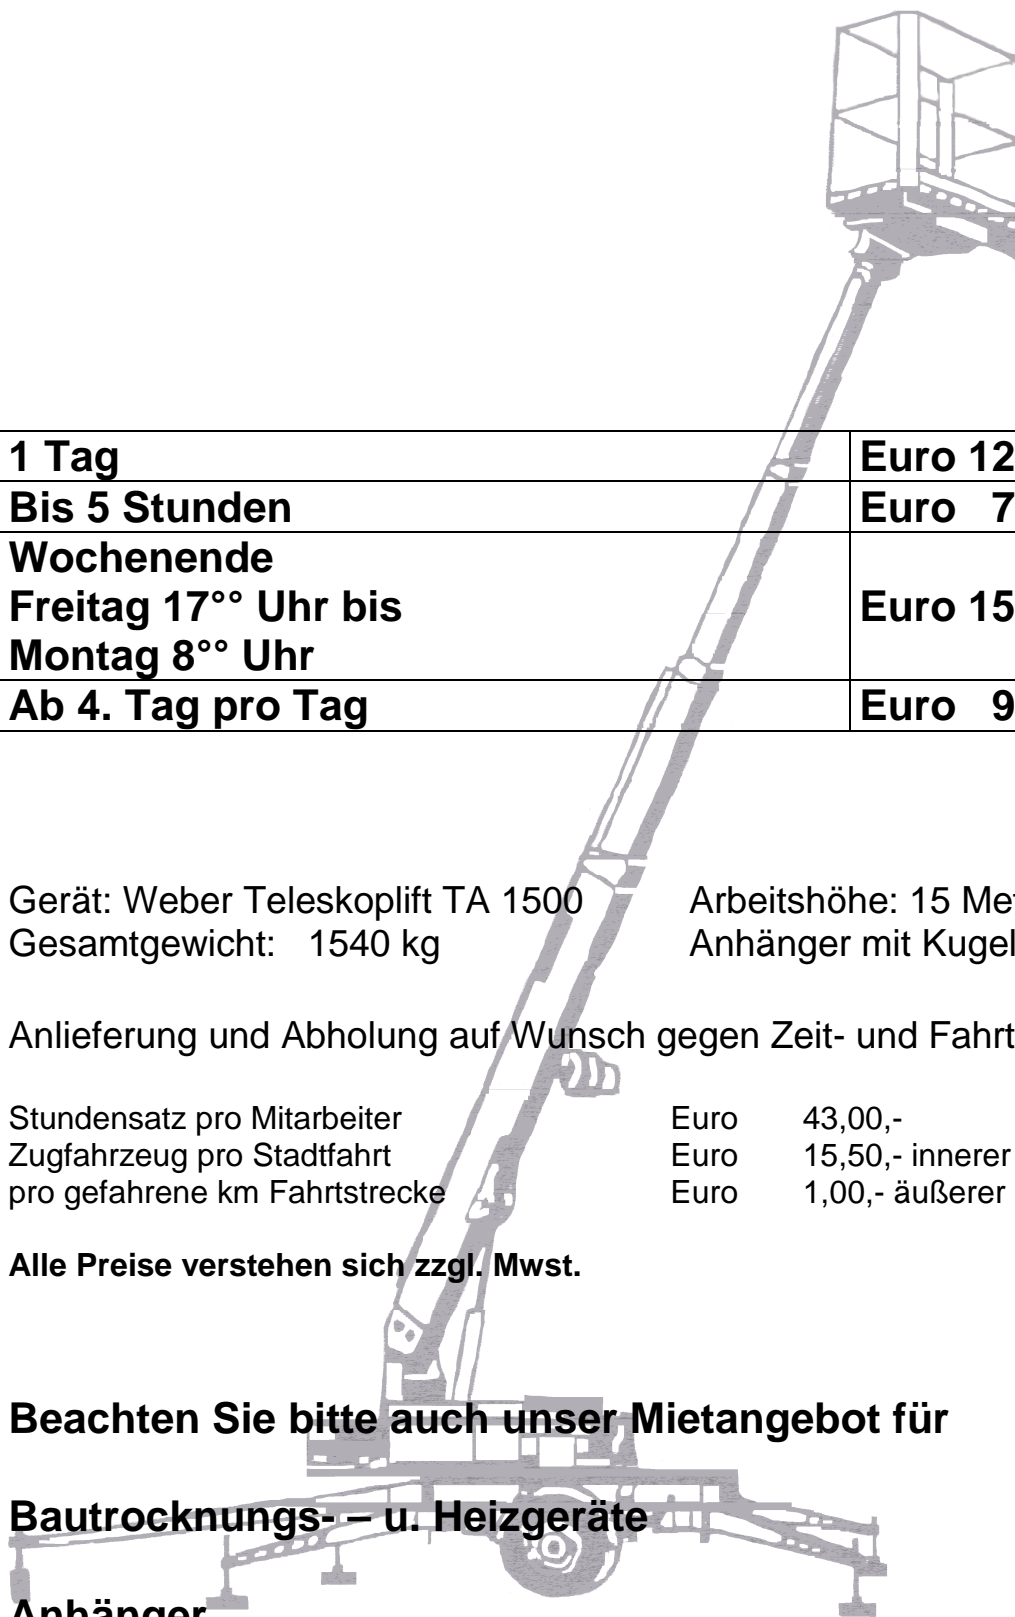 1 Tag Euro 12
Bis 5 Stunden Euro 7
Wochenende
Freitag 17°° Uhr bis Euro 15
Montag 8°° Uhr
Ab 4. Tag pro Tag Euro 9
Gerät: Weber Teleskoplift TA 1500 Arbeitshöhe: 15 Met
Gesamtgewicht: 1540 kg Anhänger mit Kugel
Anlieferung und Abholung auf Wunsch gegen Zeit- und Fahrt
Stundensatz pro Mitarbeiter Euro 43,00,-
Zugfahrzeug pro Stadtfahrt Euro 15,50,- innerer
pro gefahrene km Fahrtstrecke Euro 1,00,- äußerer
Alle Preise verstehen sich zzgl. Mwst.
Beachten Sie bitte auch unser Mietangebot für
Bautrocknungs- – u. Heizgeräte
Anhänger